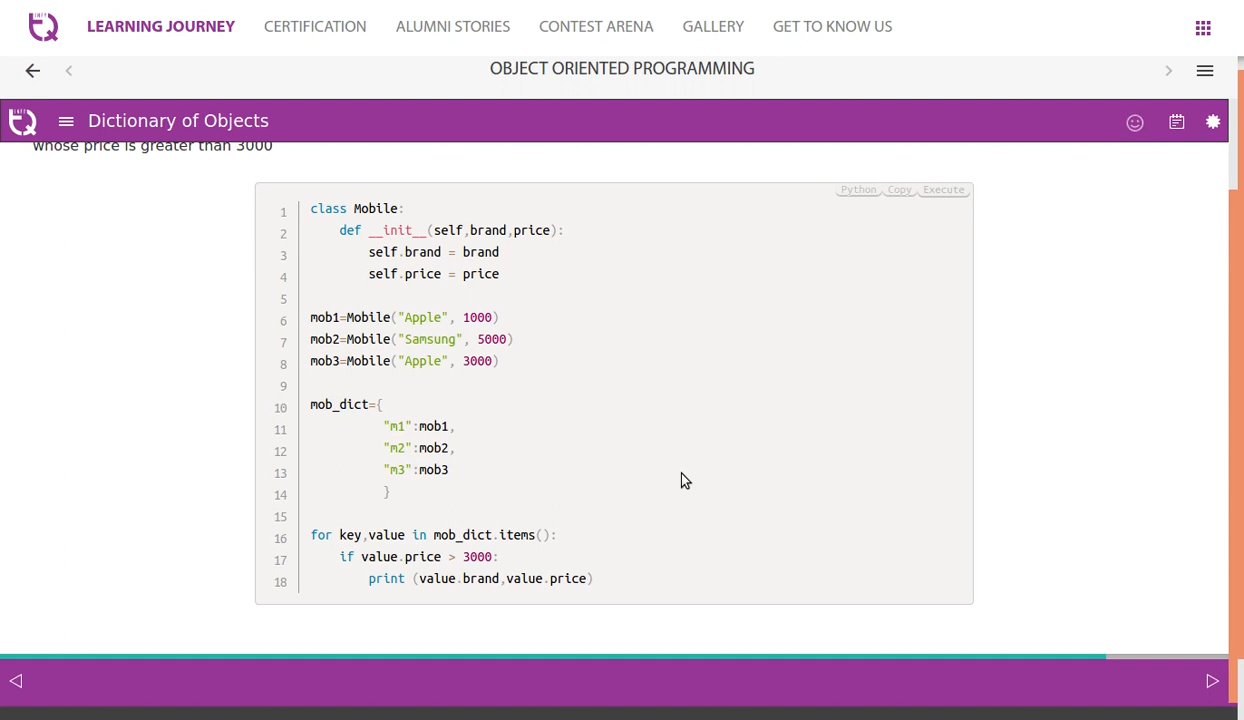 LEARNING JOURNEY CERTIFICATION ALUMNI STORIES CONTEST ARENA GALLERY GET TO KNOW US
OBJECT ORIENTED PROGRAMMING
Dictionary of Objects
whose price is greater than 3000
Python Copy Execute
1 class Mobile:
2     def __init__(self,brand,price):
3         self.brand = brand
4         self.price = price
5
6 mob1=Mobile("Apple", 1000)
7 mob2=Mobile("Samsung", 5000)
8 mob3=Mobile("Apple", 3000)
9
10 mob_dict={
11           "m1":mob1,
12           "m2":mob2,
13           "m3":mob3
14           }
15
16 for key,value in mob_dict.items():
17     if value.price > 3000:
18         print (value.brand,value.price)